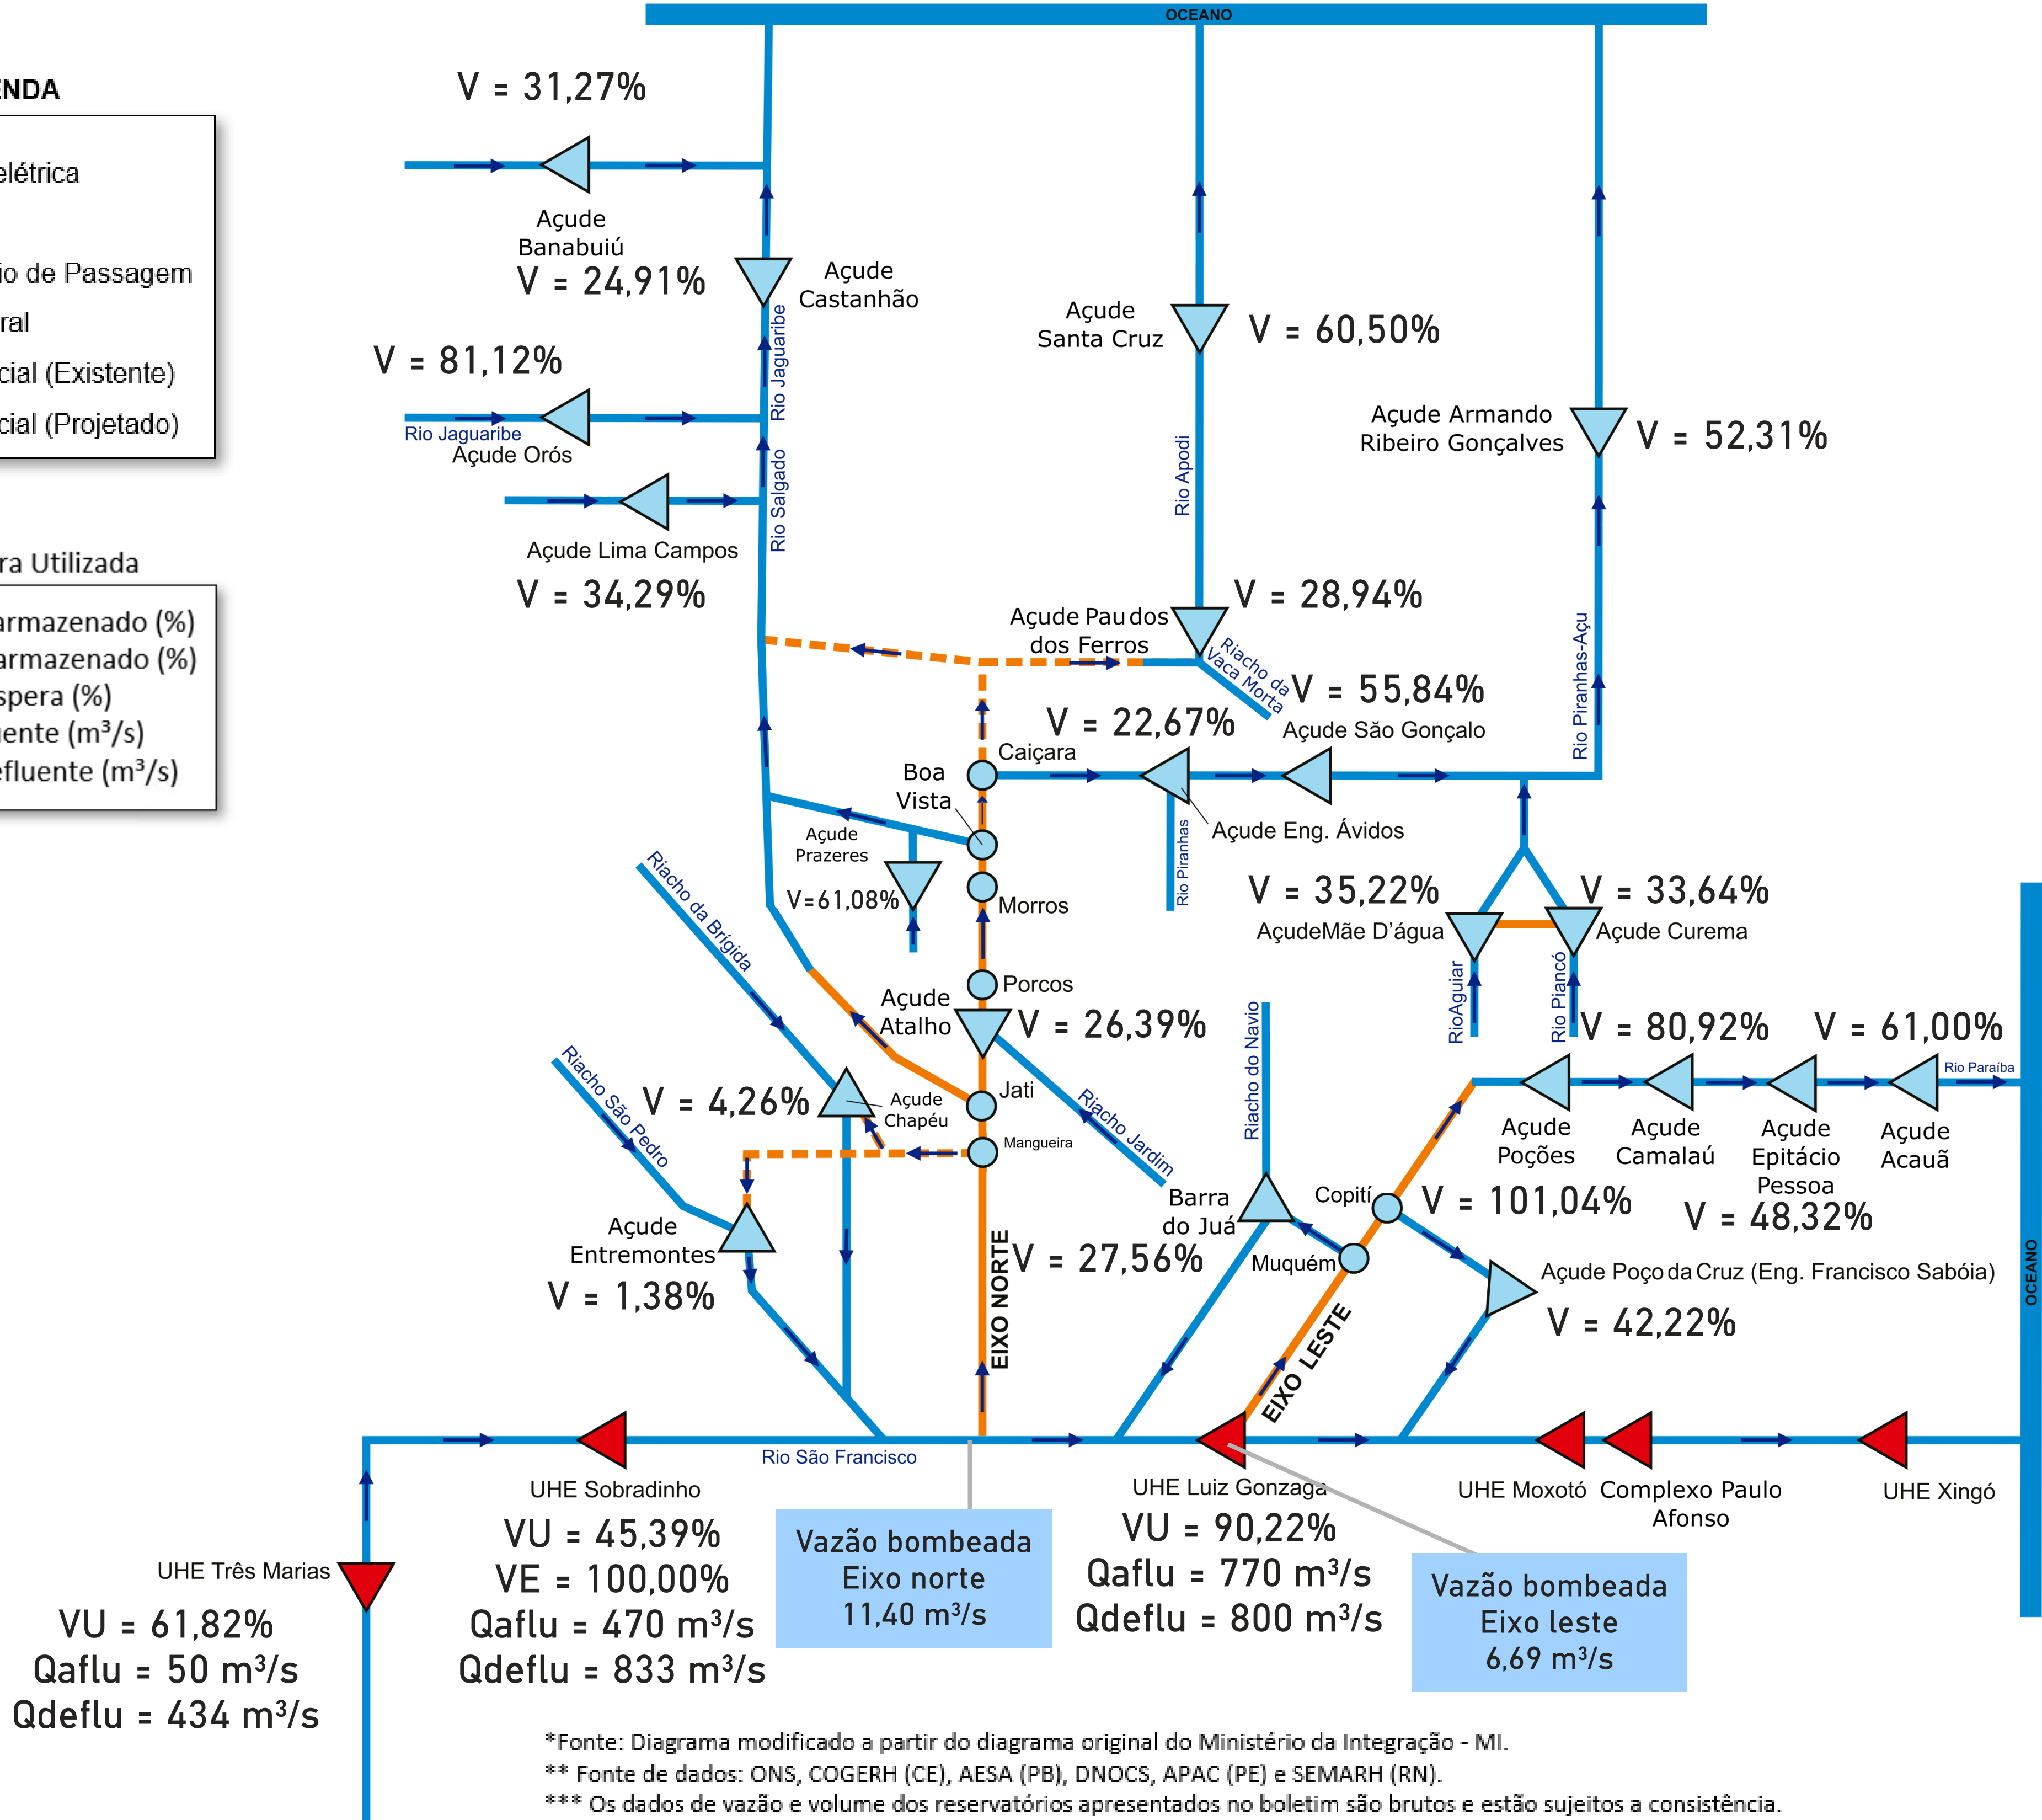 OCEANO
ENDA
elétrica
io de Passagem
ral
cial (Existente)
cial (Projetado)
ra Utilizada
armazenado (%)
armazenado (%)
spera (%)
uente (m³/s)
efluente (m³/s)
V = 31,27%
Açude
Banabuiú
V = 24,91%
Açude
Castanhão
Rio Jaguaribe
V = 81,12%
Rio Jaguaribe
Açude Orós
Rio Salgado
Açude Lima Campos
V = 34,29%
Açude
Santa Cruz
V = 60,50%
Rio Apodi
Açude Armando
Ribeiro Gonçalves
V = 52,31%
Rio Piranhas-Açu
Açude Pau dos
dos Ferros
V = 28,94%
Riacho da
Vaca Morta
V = 55,84%
Açude São Gonçalo
V = 22,67%
Caiçara
Boa
Vista
Açude Eng. Ávidos
Rio Piranhas
Açude
Prazeres
V=61,08%
Morros
Porcos
Riacho da Brígida
Açude
Atalho
V = 26,39%
V = 35,22%
AçudeMãe D'água
V = 33,64%
Açude Curema
RioAguiar
Rio Piancó
Riacho São Pedro
V = 4,26%
Açude
Chapéu
Jati
Mangueira
Riacho Jardim
Riacho do Navio
V = 80,92%
V = 61,00%
Rio Paraíba
Açude
Poções
Açude
Camalaú
Açude
Epitácio
Pessoa
Açude
Acauã
V = 101,04%
V = 48,32%
Açude
Entremontes
V = 1,38%
EIXO NORTE
V = 27,56%
Barra
do Juá
Copití
Muquém
Açude Poço da Cruz (Eng. Francisco Sabóia)
V = 42,22%
EIXO LESTE
OCEANO
Rio São Francisco
UHE Sobradinho
VU = 45,39%
VE = 100,00%
Qaflu = 470 m³/s
Qdeflu = 833 m³/s
Vazão bombeada
Eixo norte
11,40 m³/s
UHE Luiz Gonzaga
VU = 90,22%
Qaflu = 770 m³/s
Qdeflu = 800 m³/s
Vazão bombeada
Eixo leste
6,69 m³/s
UHE Moxotó
Complexo Paulo
Afonso
UHE Xingó
UHE Três Marias
VU = 61,82%
Qaflu = 50 m³/s
Qdeflu = 434 m³/s
*Fonte: Diagrama modificado a partir do diagrama original do Ministério da Integração - MI.
** Fonte de dados: ONS, COGERH (CE), AESA (PB), DNOCS, APAC (PE) e SEMARH (RN).
*** Os dados de vazão e volume dos reservatórios apresentados no boletim são brutos e estão sujeitos a consistência.